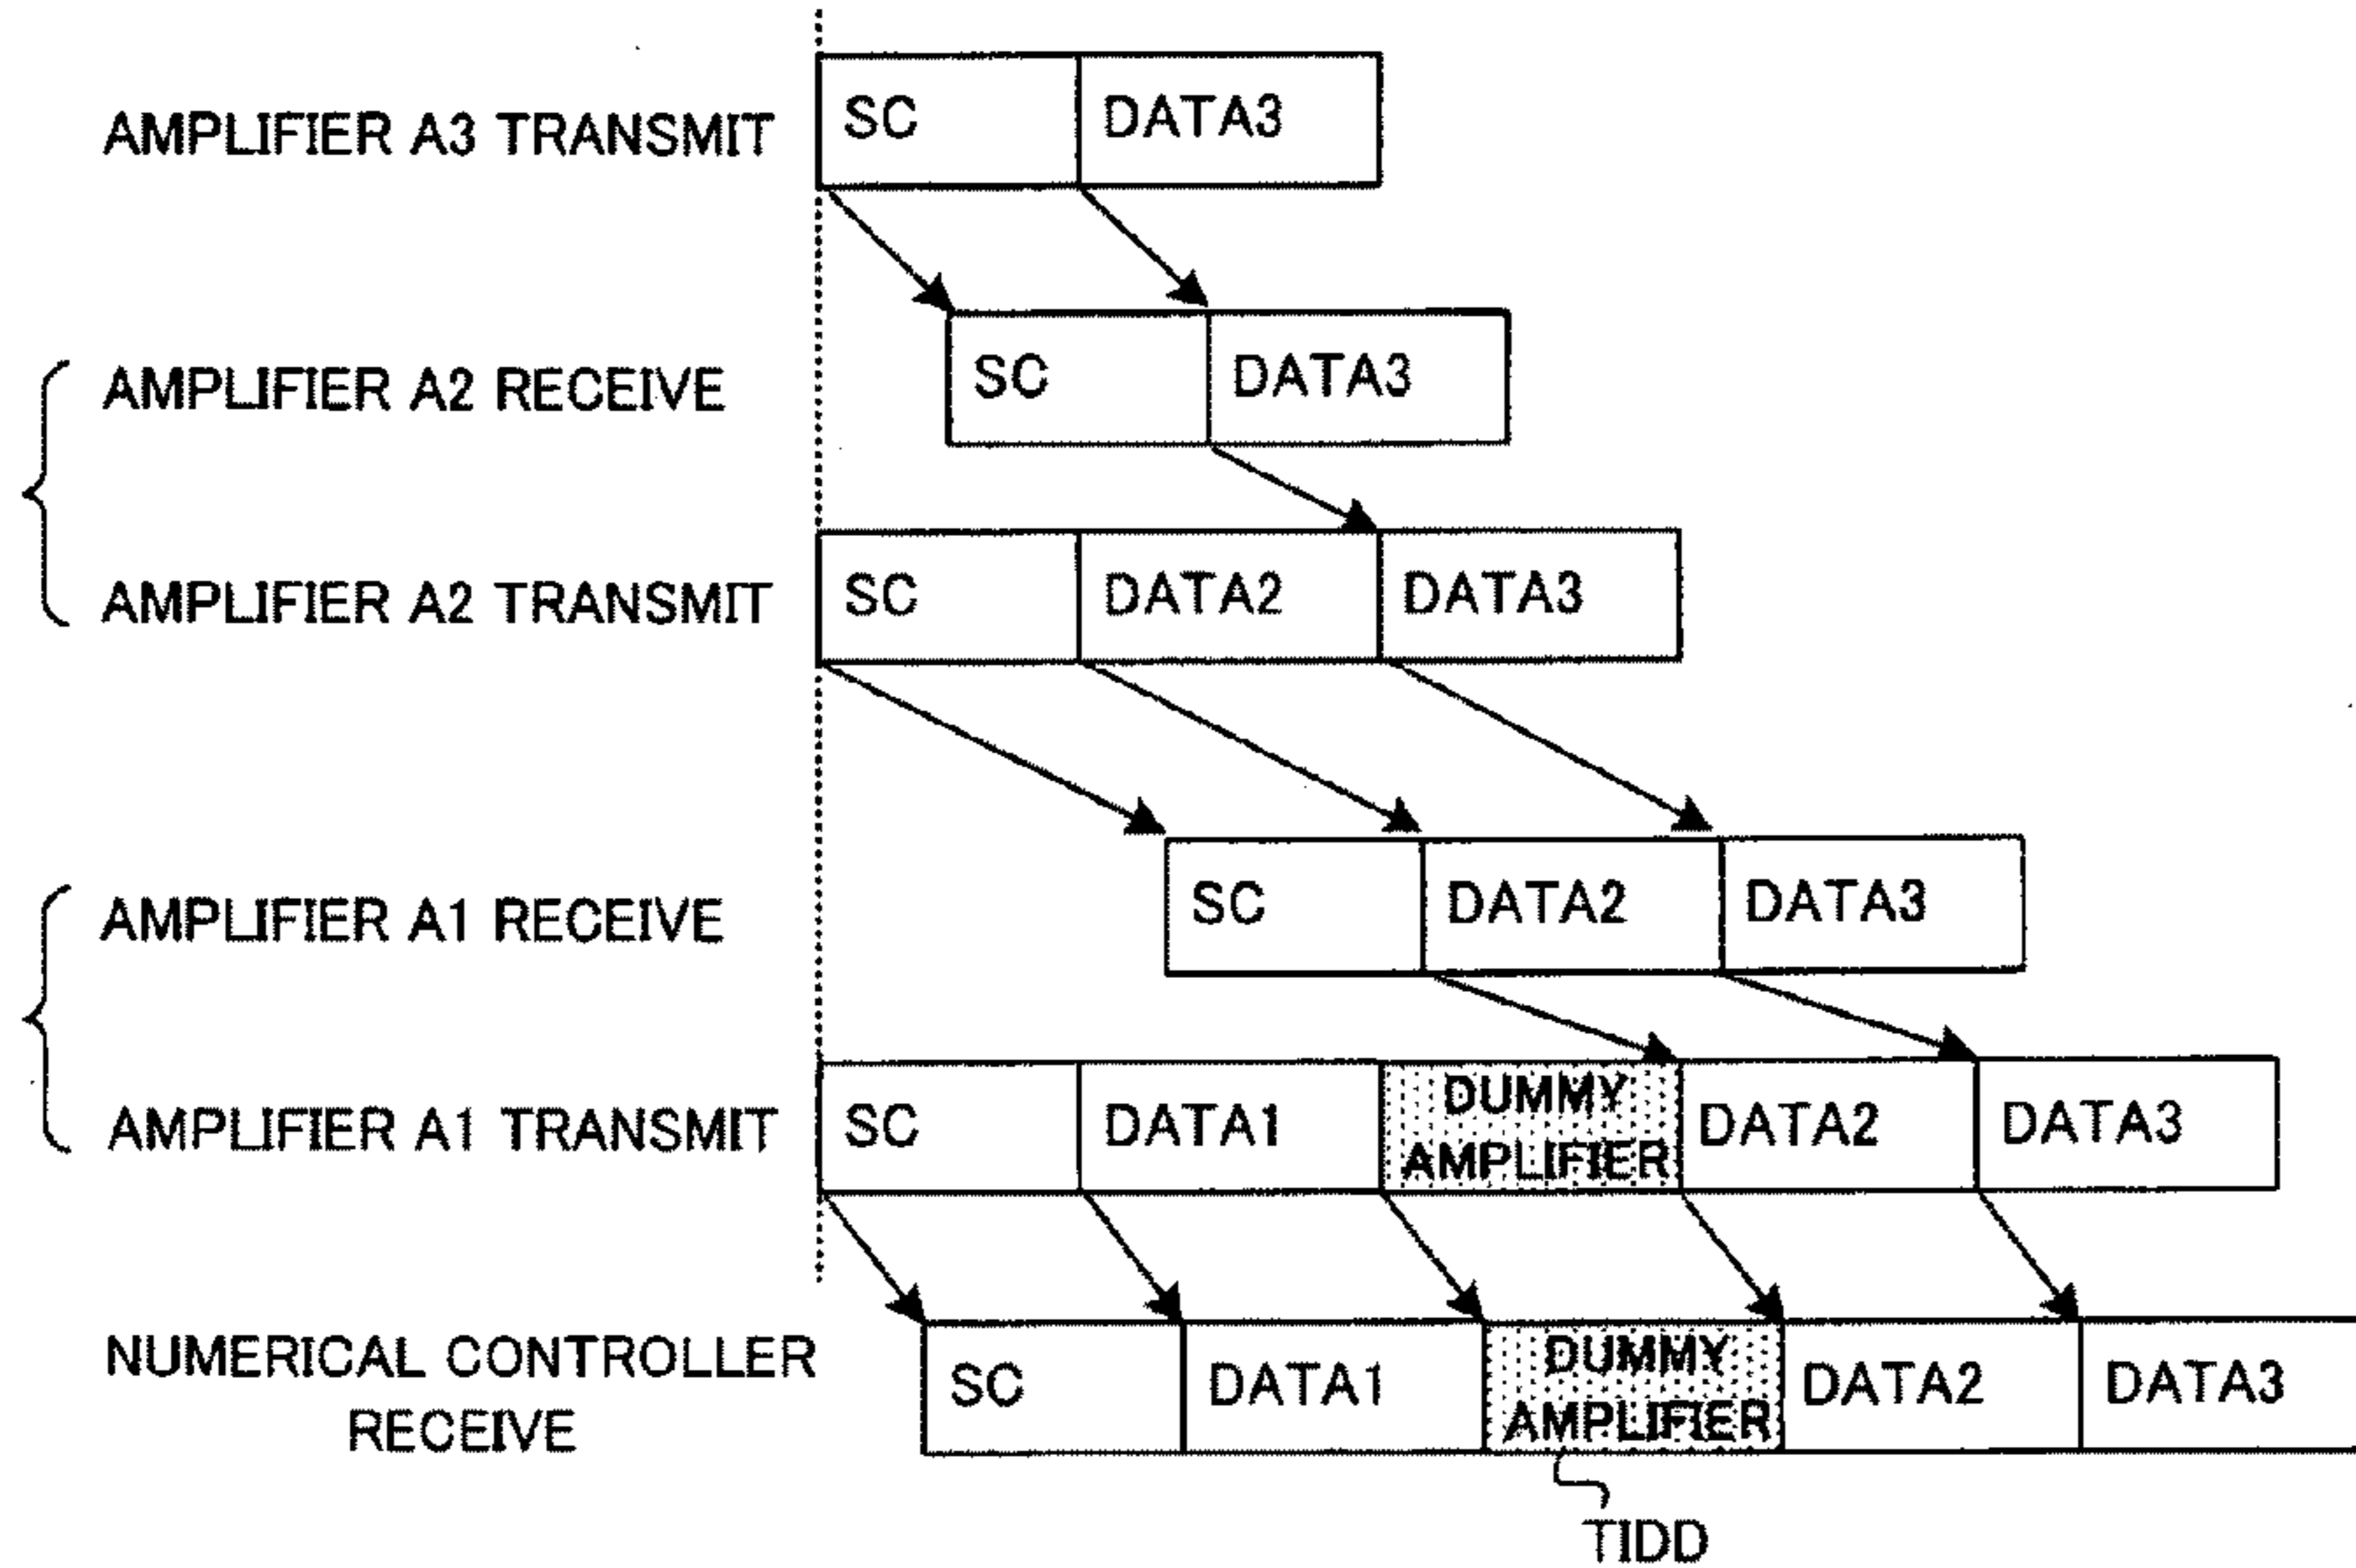 AMPLIFIER A3 TRANSMIT SC DATA3
AMPLIFIER A2 RECEIVE SC DATA3
AMPLIFIER A2 TRANSMIT SC DATA2 DATA3
AMPLIFIER A1 RECEIVE SC DATA2 DATA3
AMPLIFIER A1 TRANSMIT SC DATA1 DUMMY AMPLIFIER DATA2 DATA3
NUMERICAL CONTROLLER RECEIVE SC DATA1 DUMMY AMPLIFIER DATA2 DATA3
TIDD